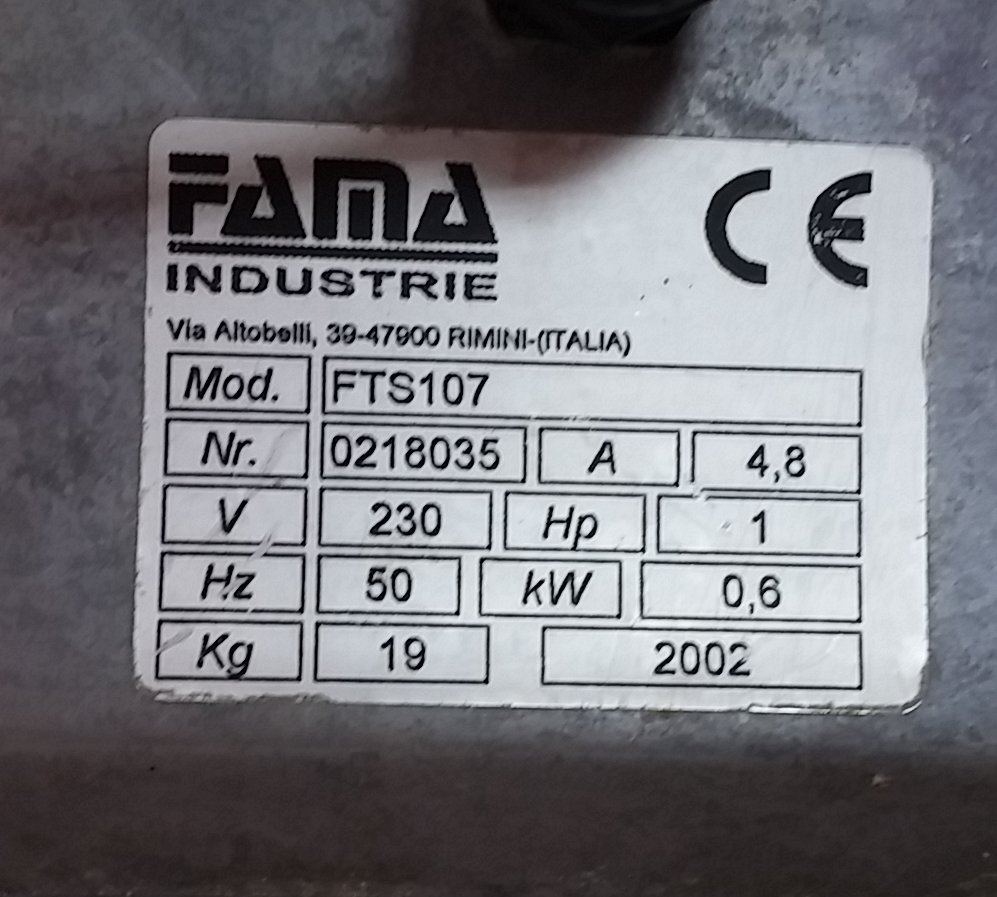 FAMA
INDUSTRIE
CE
Via Altobelli, 39-47900 RIMINI-(ITALIA)
Mod. FTS107
Nr. 0218035 A 4,8
V 230 Hp 1
Hz 50 kW 0,6
Kg 19 2002